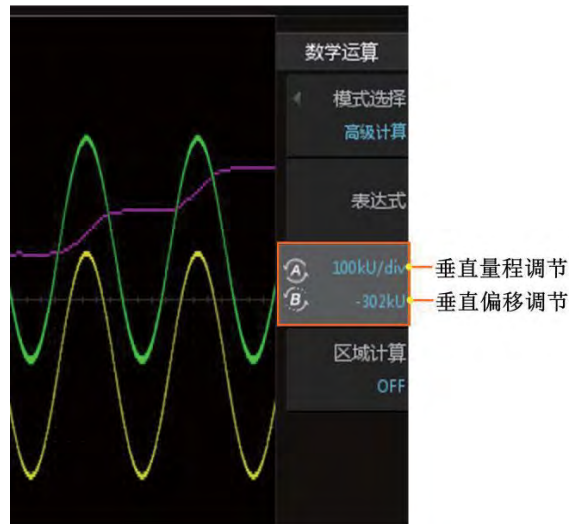 数学运算
模式选择
高级计算
表达式
A 100kU/div 垂直量程调节
B -302kU 垂直偏移调节
区域计算
OFF